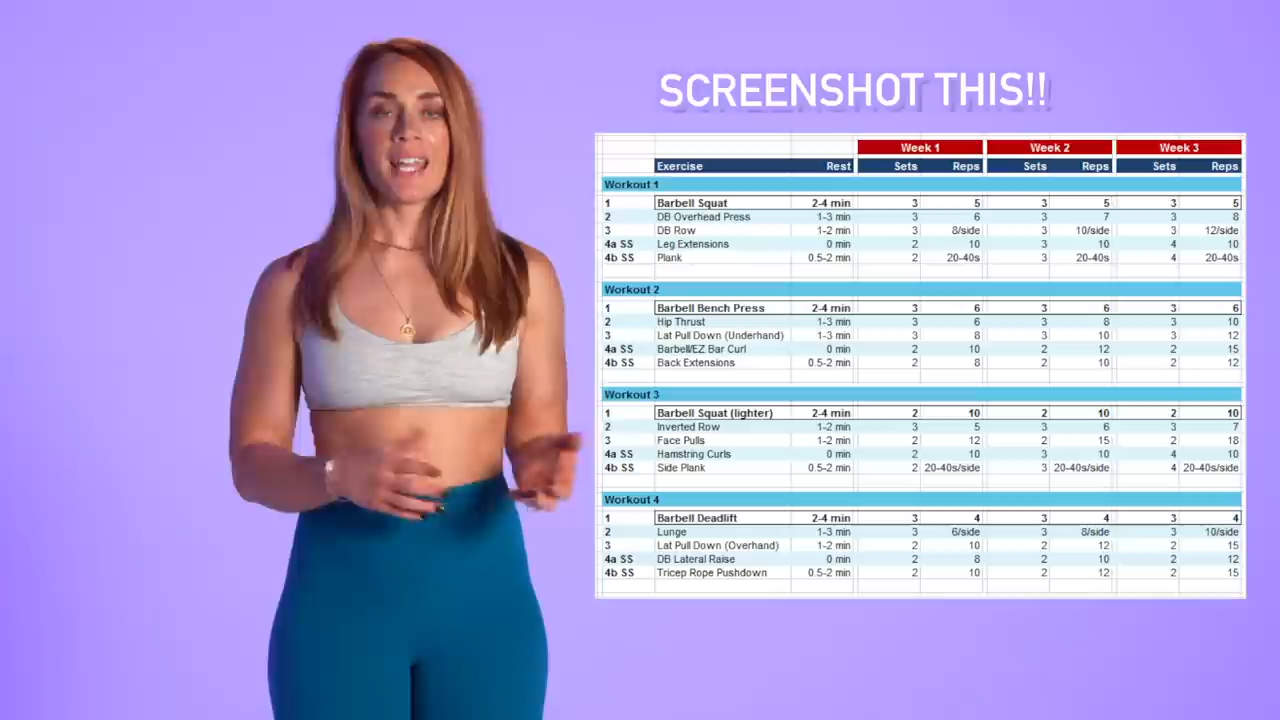 SCREENSHOT THIS!!
Week 1 Week 2 Week 3
Exercise Rest Sets Reps Sets Reps Sets Reps
Workout 1
1 Barbell Squat 2-4 min 3 5 3 5 3 5
2 DB Overhead Press 1-3 min 3 6 3 7 3 8
3 DB Row 1-2 min 3 8/side 3 10/side 3 12/side
4a SS Leg Extensions 0 min 2 10 3 10 4 10
4b SS Plank 0.5-2 min 2 20-40s 3 20-40s 4 20-40s
Workout 2
1 Barbell Bench Press 2-4 min 3 6 3 6 3 6
2 Hip Thrust 1-3 min 3 6 3 8 3 10
3 Lat Pull Down (Underhand) 1-3 min 3 8 3 10 3 12
4a SS Barbell/EZ Bar Curl 0 min 2 10 2 12 2 15
4b SS Back Extensions 0.5-2 min 2 8 2 10 2 12
Workout 3
1 Barbell Squat (lighter) 2-4 min 2 10 2 10 2 10
2 Inverted Row 1-2 min 3 5 3 6 3 7
3 Face Pulls 1-2 min 2 12 2 15 2 18
4a SS Hamstring Curls 0 min 2 10 3 10 4 10
4b SS Side Plank 0.5-2 min 2 20-40s/side 3 20-40s/side 4 20-40s/side
Workout 4
1 Barbell Deadlift 2-4 min 3 4 3 4 3 4
2 Lunge 1-3 min 3 6/side 3 8/side 3 10/side
3 Lat Pull Down (Overhand) 1-2 min 2 10 2 12 2 15
4a SS DB Lateral Raise 0 min 2 8 2 10 2 12
4b SS Tricep Rope Pushdown 0.5-2 min 2 10 2 12 2 15